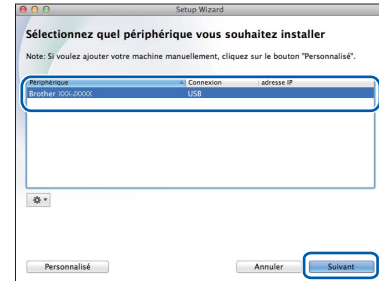 Setup Wizard
Sélectionnez quel périphérique vous souhaitez installer
Note: Si voulez ajouter votre machine manuellement, cliquez sur le bouton "Personnalisé".
Périphérique Connexion adresse IP
Brother XXX-XXXXX USB
Personnalisé Annuler Suivant